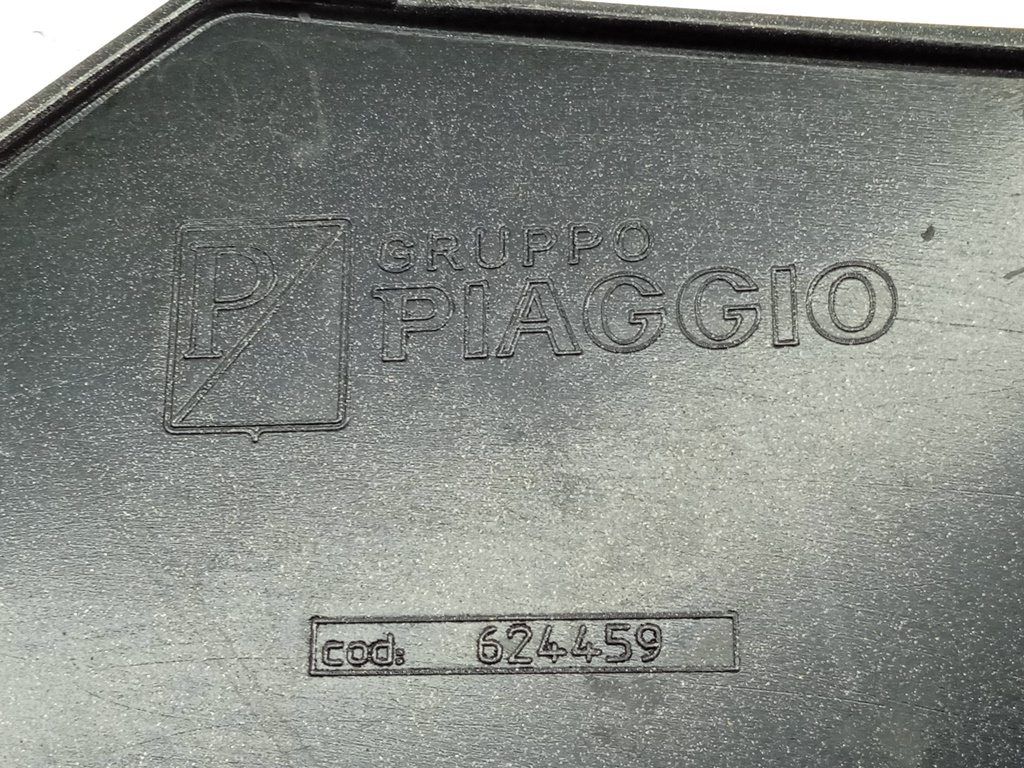 P
GRUPPO
PIAGGIO
cod: 624459